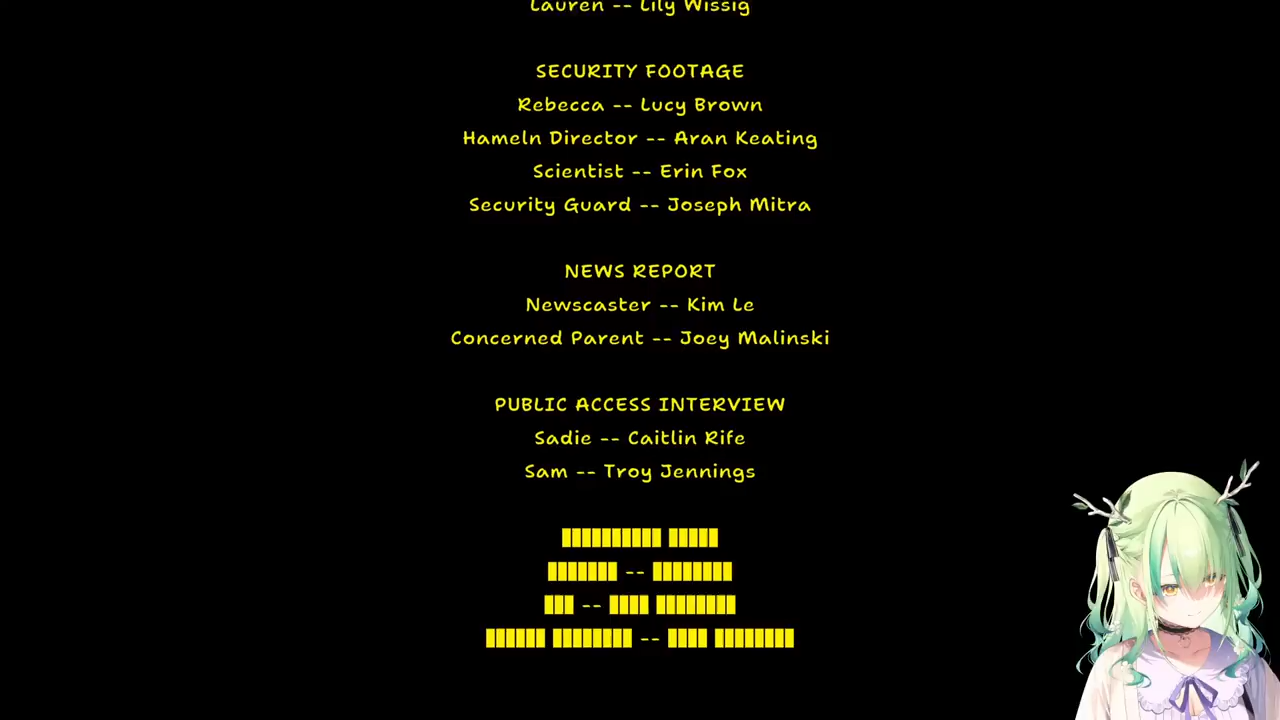 Lauren -- Lily Wissig
SECURITY FOOTAGE
Rebecca -- Lucy Brown
Hameln Director -- Aran Keating
Scientist -- Erin Fox
Security Guard -- Joseph Mitra
NEWS REPORT
Newscaster -- Kim Le
Concerned Parent -- Joey Malinski
PUBLIC ACCESS INTERVIEW
Sadie -- Caitlin Rife
Sam -- Troy Jennings